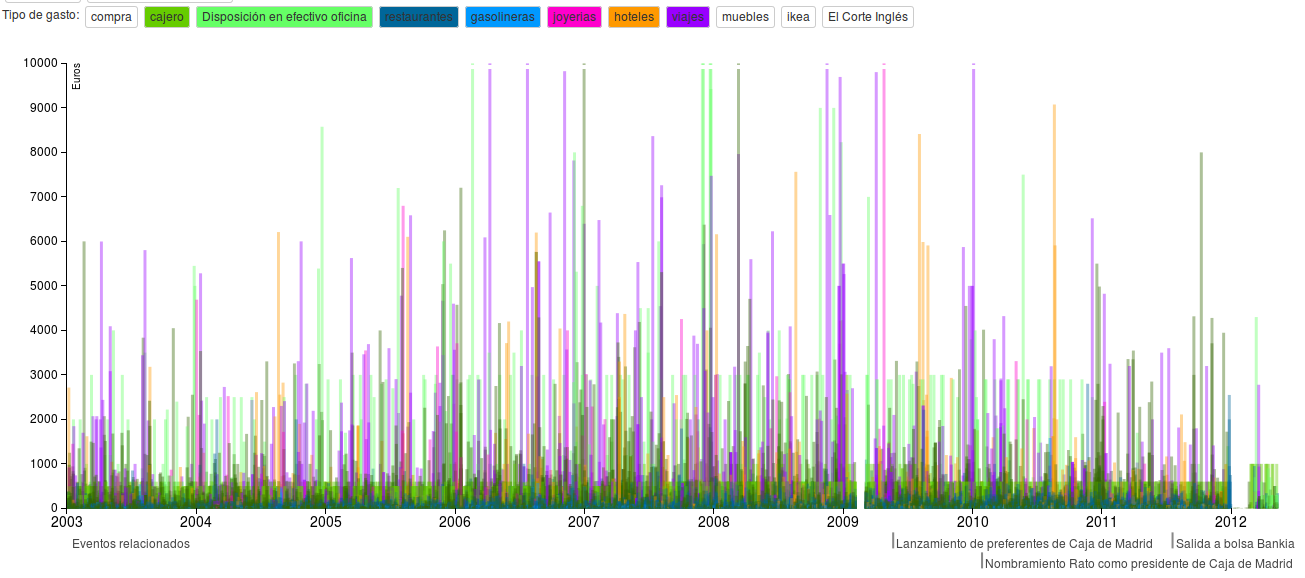 Tipo de gasto: compra cajero Disposición en efectivo oficina restaurantes gasolineras joyerías hoteles viajes muebles ikea El Corte Inglés
Euros
10000
9000
8000
7000
6000
5000
4000
3000
2000
1000
0
2003 2004 2005 2006 2007 2008 2009 2010 2011 2012
Eventos relacionados Lanzamiento de preferentes de Caja de Madrid Salida a bolsa Bankia
Nombramiento Rato como presidente de Caja de Madrid